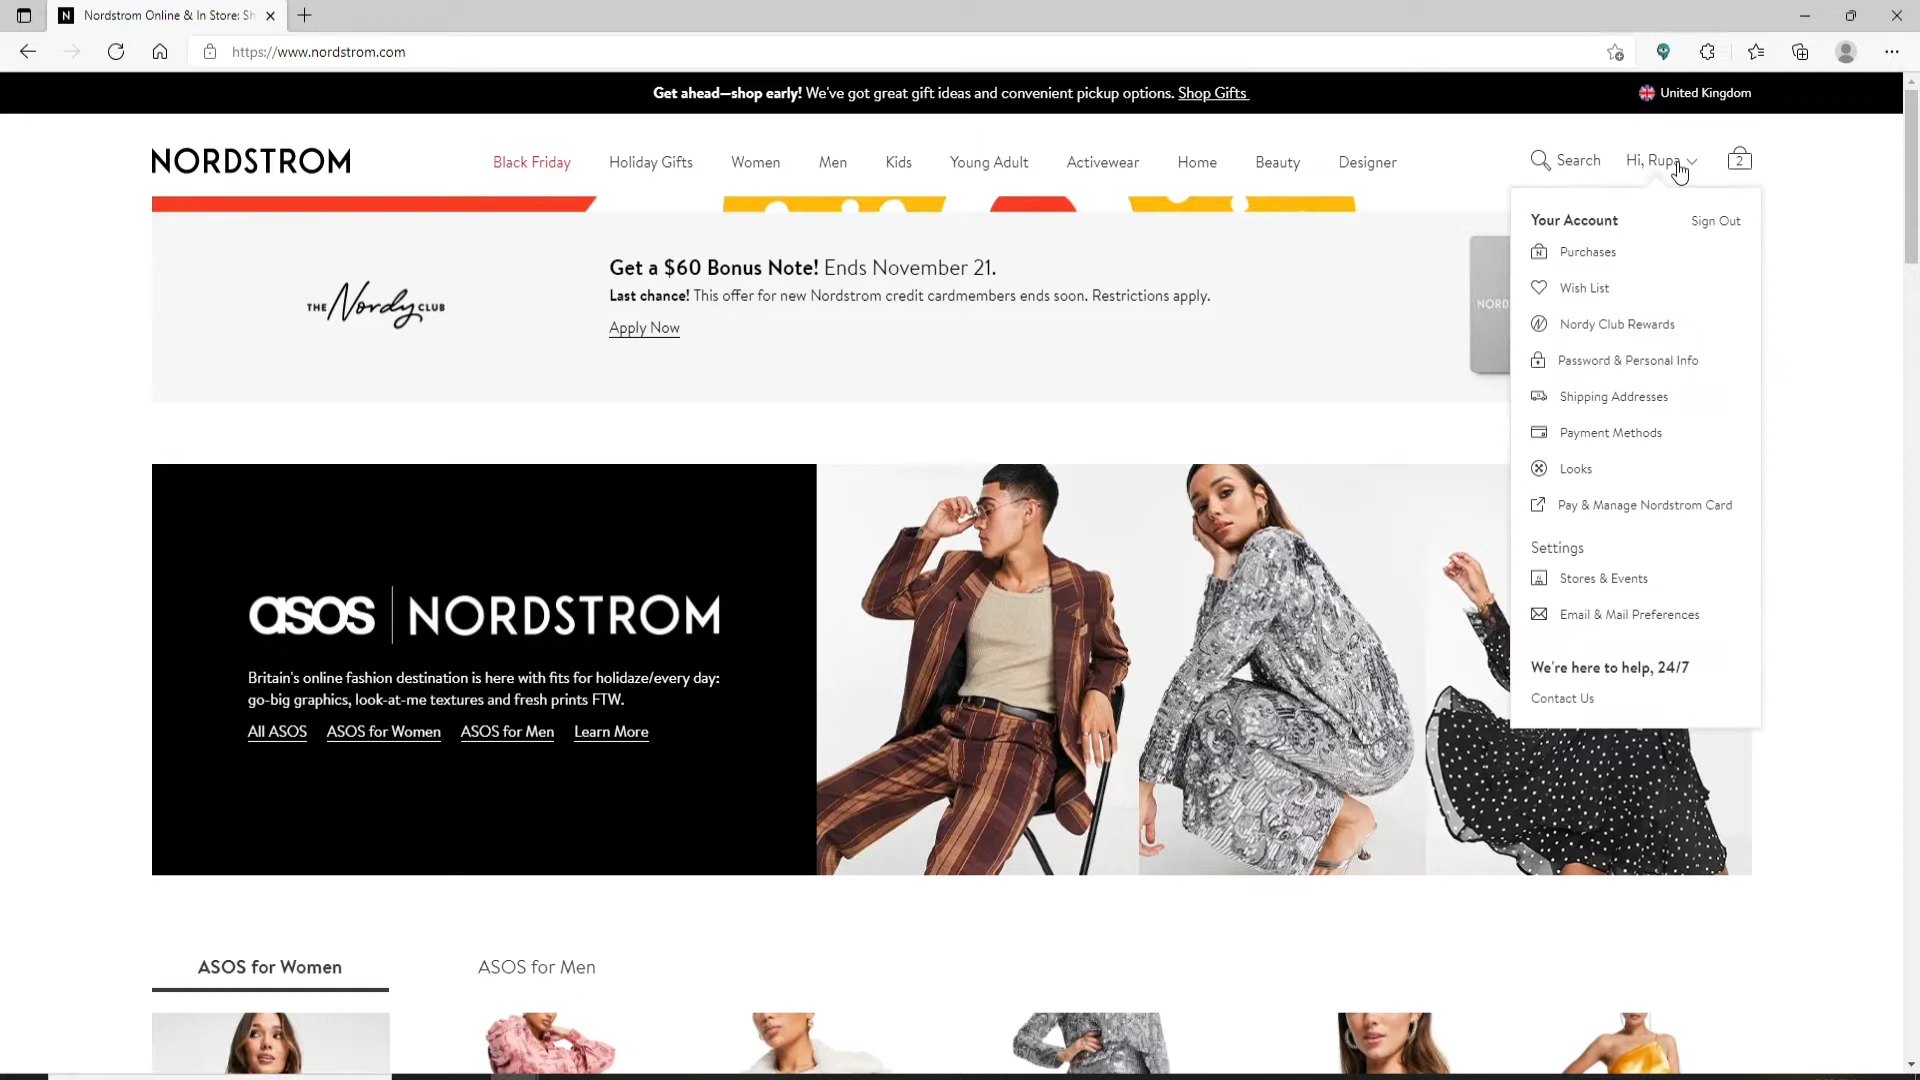 Nordstrom Online & In Store: Sh
https://www.nordstrom.com
Get ahead—shop early! We've got great gift ideas and convenient pickup options. Shop Gifts
United Kingdom
NORDSTROM
Black Friday
Holiday Gifts
Women
Men
Kids
Young Adult
Activewear
Home
Beauty
Designer
Search
Hi, Rupa
2
THE Nordy CLUB
Get a $60 Bonus Note! Ends November 21.
Last chance! This offer for new Nordstrom credit cardmembers ends soon. Restrictions apply.
Apply Now
NORD
Your Account
Sign Out
Purchases
Wish List
Nordy Club Rewards
Password & Personal Info
Shipping Addresses
Payment Methods
Looks
Pay & Manage Nordstrom Card
Settings
Stores & Events
Email & Mail Preferences
We're here to help, 24/7
Contact Us
asos | NORDSTROM
Britain's online fashion destination is here with fits for holidaze/every day:
go-big graphics, look-at-me textures and fresh prints FTW.
All ASOS
ASOS for Women
ASOS for Men
Learn More
ASOS for Women
ASOS for Men